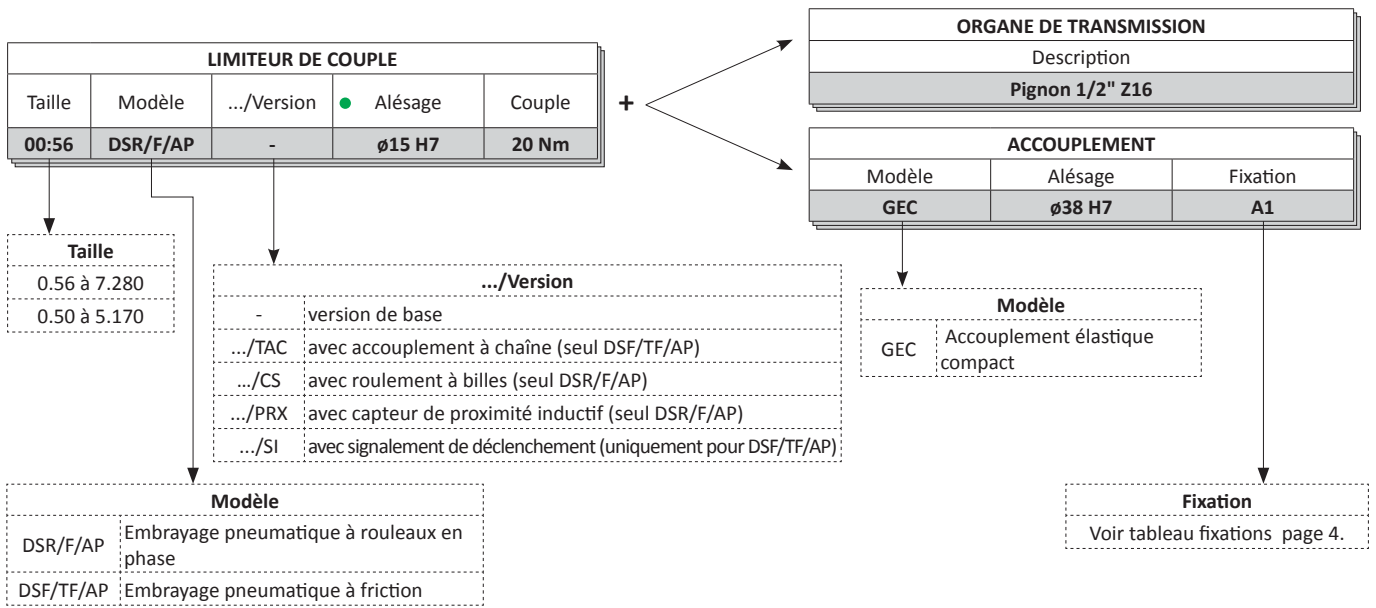 LIMITEUR DE COUPLE
Taille Modèle .../Version Alésage Couple
00:56 DSR/F/AP - ø15 H7 20 Nm
+
ORGANE DE TRANSMISSION
Description
Pignon 1/2" Z16
ACCOUPLEMENT
Modèle Alésage Fixation
GEC ø38 H7 A1
Taille
0.56 à 7.280
0.50 à 5.170
.../Version
- version de base
.../TAC avec accouplement à chaîne (seul DSF/TF/AP)
.../CS avec roulement à billes (seul DSR/F/AP)
.../PRX avec capteur de proximité inductif (seul DSR/F/AP)
.../SI avec signalement de déclenchement (uniquement pour DSF/TF/AP)
Modèle
GEC Accouplement élastique
compact
Modèle
DSR/F/AP Embrayage pneumatique à rouleaux en
phase
DSF/TF/AP Embrayage pneumatique à friction
Fixation
Voir tableau fixations page 4.